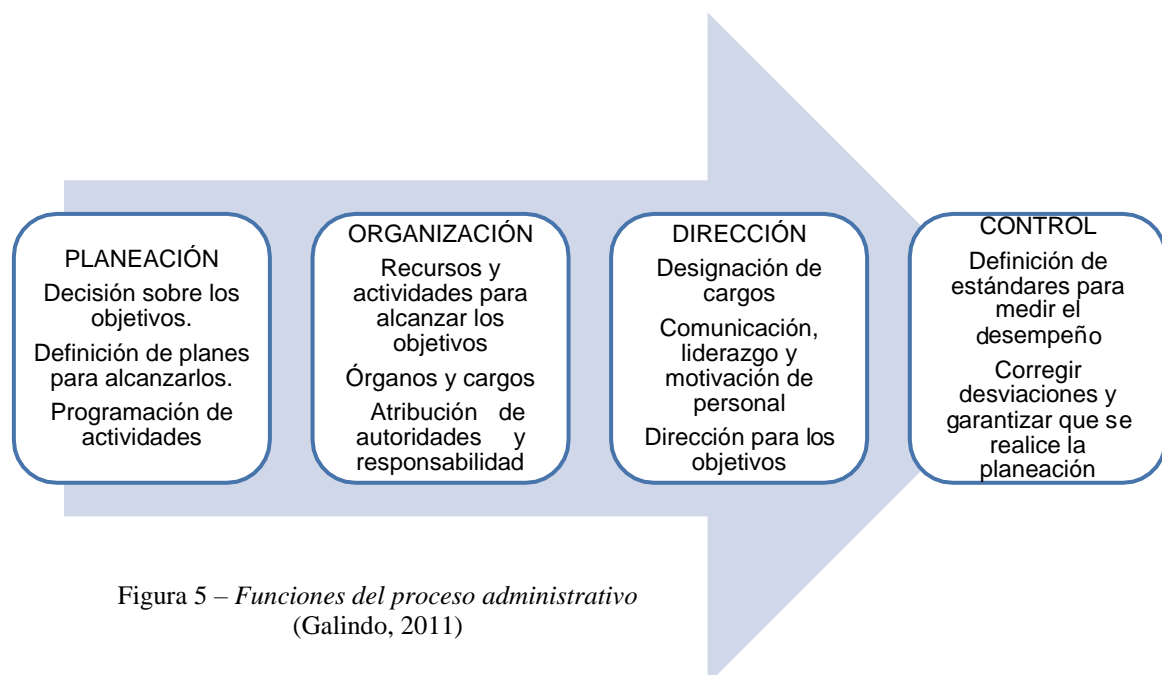 PLANEACIÓN
Decisión sobre los
objetivos.
Definición de planes
para alcanzarlos.
Programación de
actividades
ORGANIZACIÓN
Recursos y
actividades para
alcanzar los
objetivos
Órganos y cargos
Atribución de
autoridades y
responsabilidad
DIRECCIÓN
Designación de
cargos
Comunicación,
liderazgo y
motivación de
personal
Dirección para los
objetivos
CONTROL
Definición de
estándares para
medir el
desempeño
Corregir
desviaciones y
garantizar que se
realice la
planeación
Figura 5 – Funciones del proceso administrativo
(Galindo, 2011)